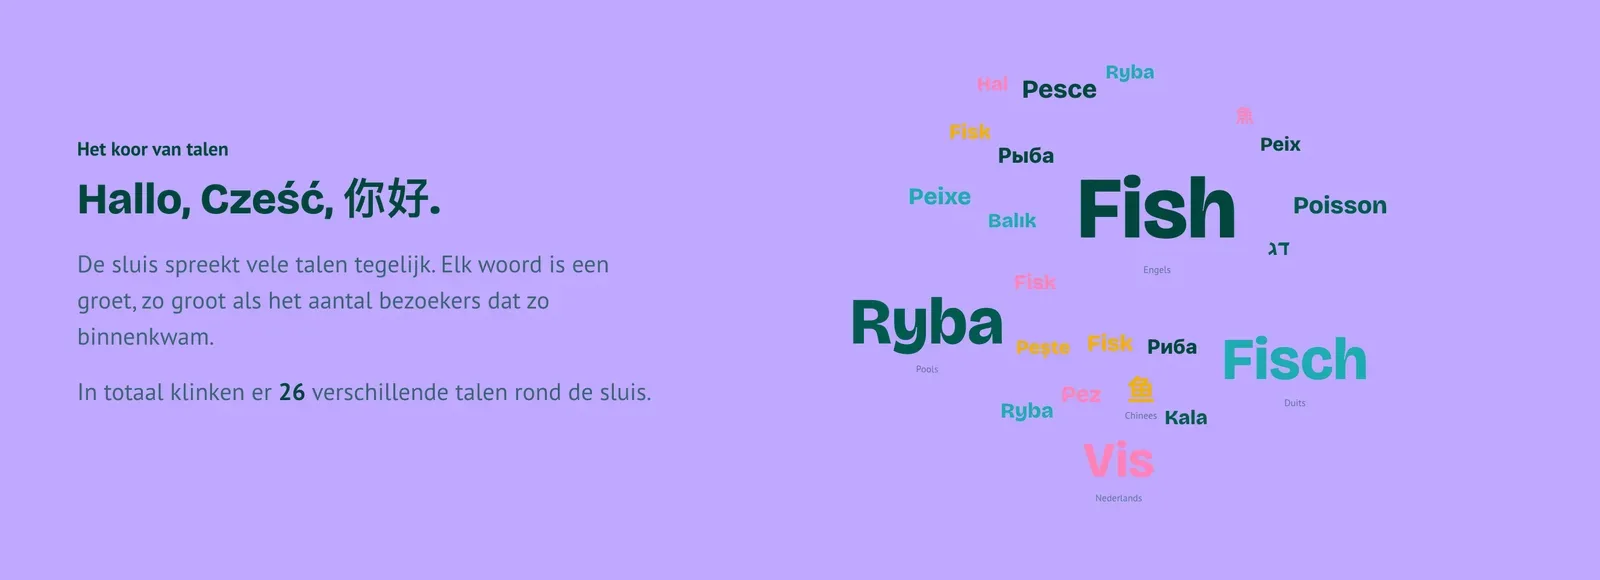 Het koor van talen
Hallo, Cześć, 你好.
De sluis spreekt vele talen tegelijk. Elk woord is een
groet, zo groot als het aantal bezoekers dat zo
binnenkwam.
In totaal klinken er 26 verschillende talen rond de sluis.
Hal
Pesce
Ryba
Fisk
Рыба
魚
Peix
Peixe
Balık
Fish
Engels
Poisson
דג
Fisk
Ryba
Pools
Pește
Fisk
Риба
Fisch
Duits
Pez
鱼
Chinees
Ryba
Kala
Vis
Nederlands